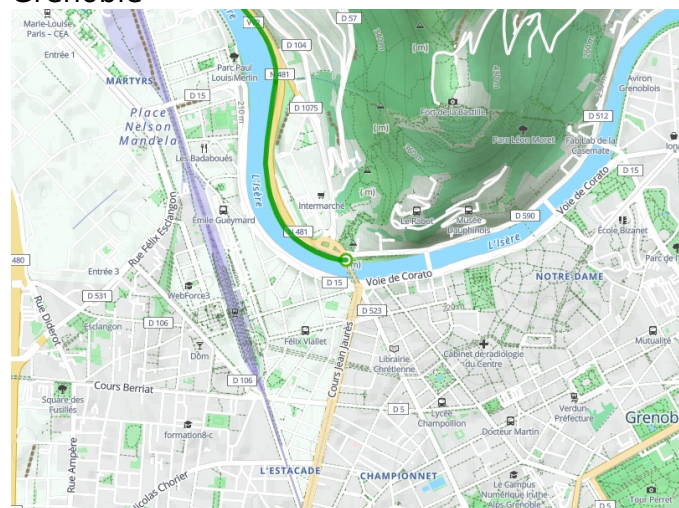 Grenoble
Marie-Louise
Paris – CEA
Entrée 1
MARTYRS
D 15
Place
Nelson
Mandela
Parc Paul
Louis Merlin
210 m
D 104
N 481
D 57
D 1075
Les Badaboués
L'Isère
Émile Gueymard
Intermarché
N 481
Fort de la Bastille
Parc Léon Moret
Aviron
Grenoblois
D 512
Fab Lab de la
Casemate
D 15
Le Rabot
Musée
Dauphinois
D 590
L'Isère
Voie de Corato
École Bizanet
NOTRE-DAME
Rue Félix Esclangon
480
Entrée 3
Rue Diderot
D 531
Esclangon
D 106
WebForce3
Dôm
D 15
Voie de Corato
D 523
220 m
Félix Viallet
Cours Jean Jaurès
Librairie
Chrétienne
Cabinet de radiologie
du Centre
Mutualité
Cours Berriat
D 106
Square des
Fusillés
D 5
Lycée
Champollion
Docteur Martin
Verdun-
Préfecture
formation8-c
Rue Ampère
L'ESTACADE
CHAMPIONNET
Le Campus
Numérique In the
Alps Grenoble
Tour Perret
D 5